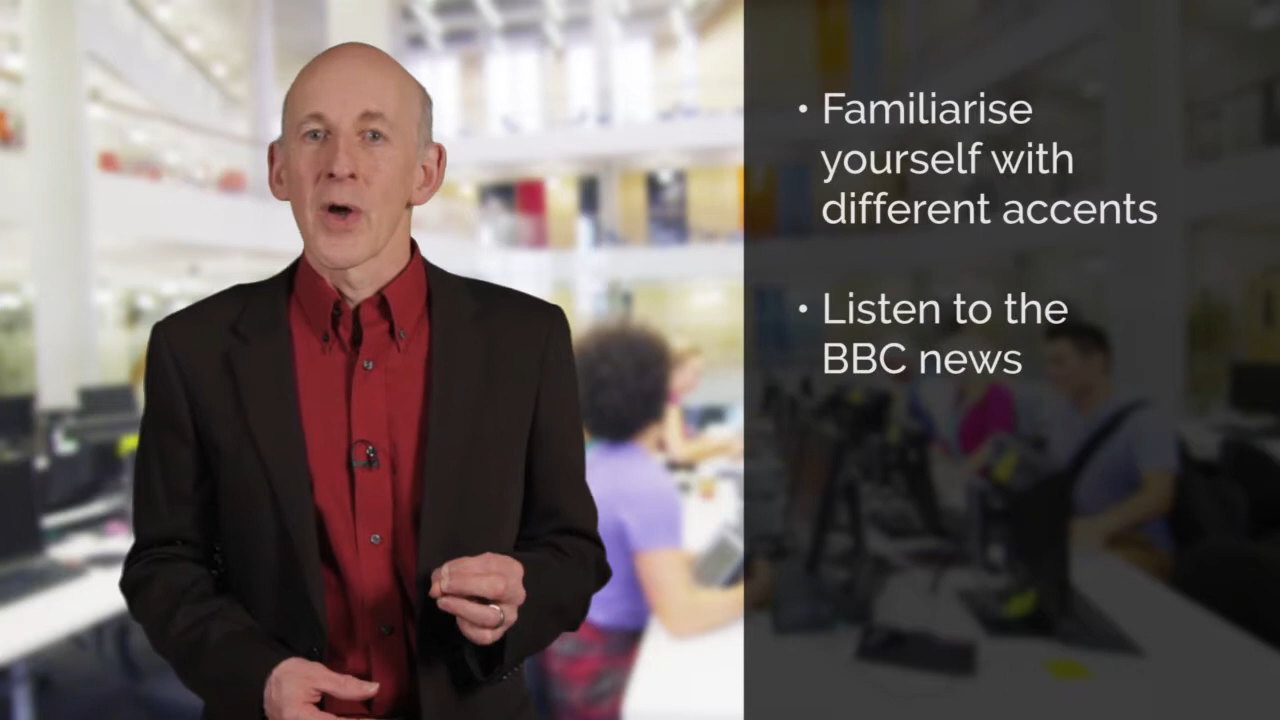 • Familiarise
yourself with
different accents
• Listen to the
BBC news